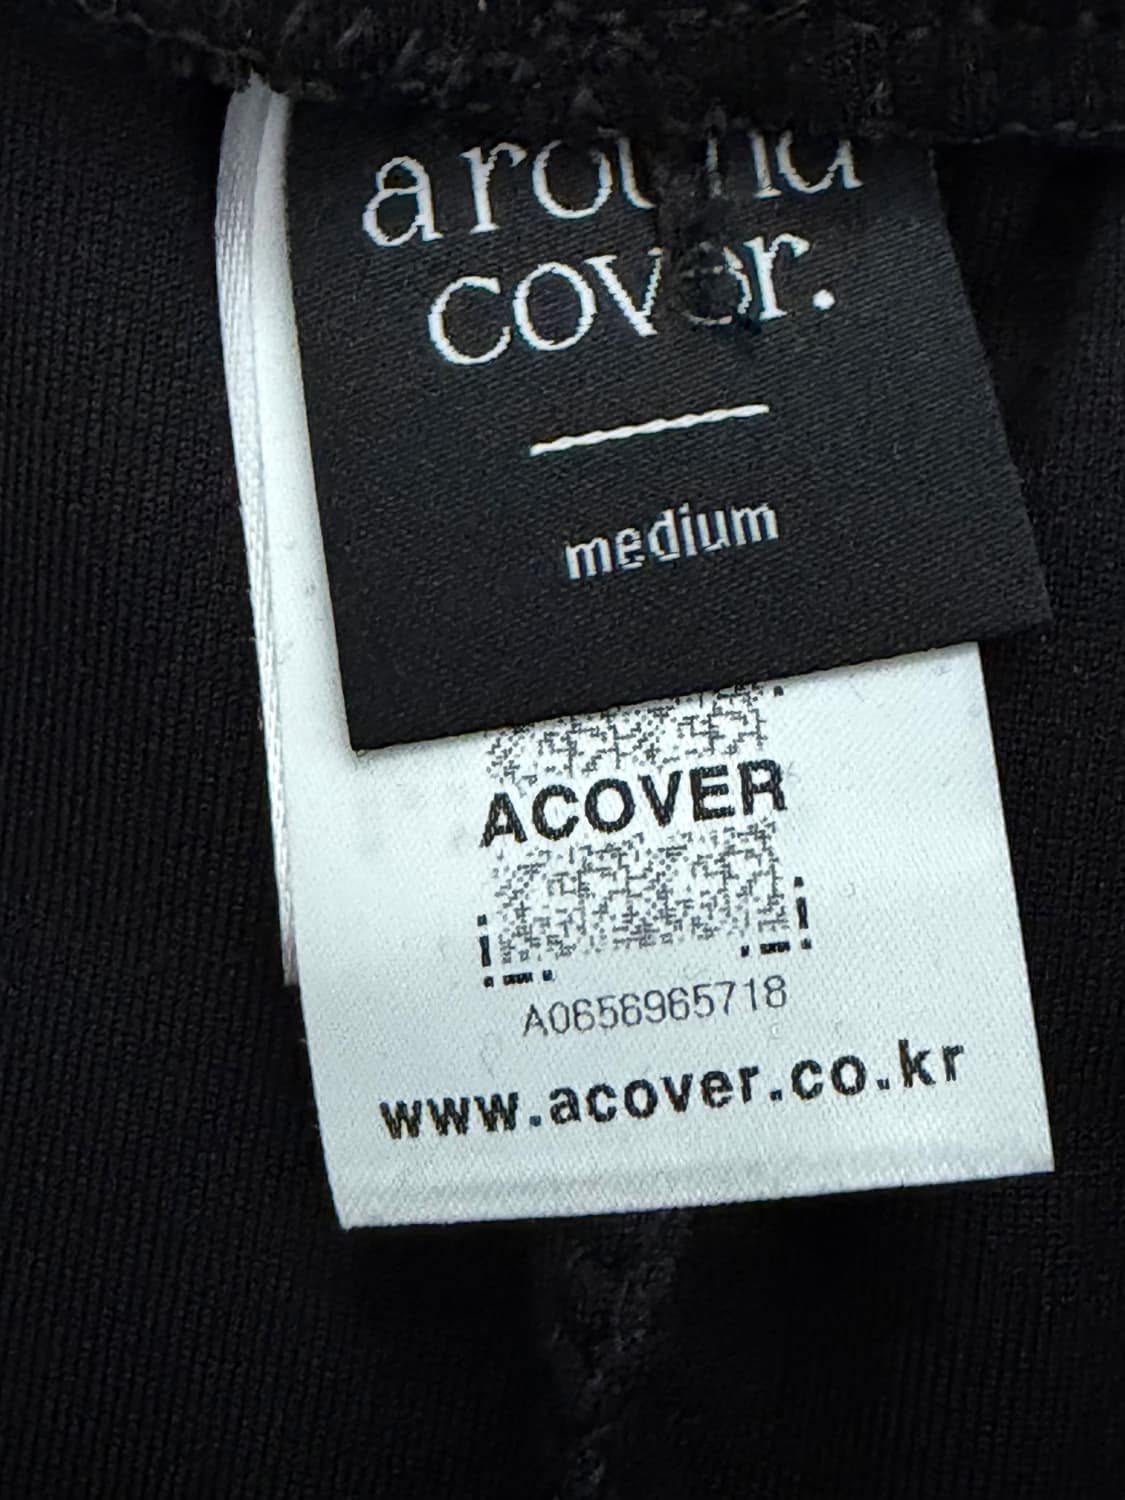 around
cover.
medium
ACOVER
A0656965718
www.acover.co.kr